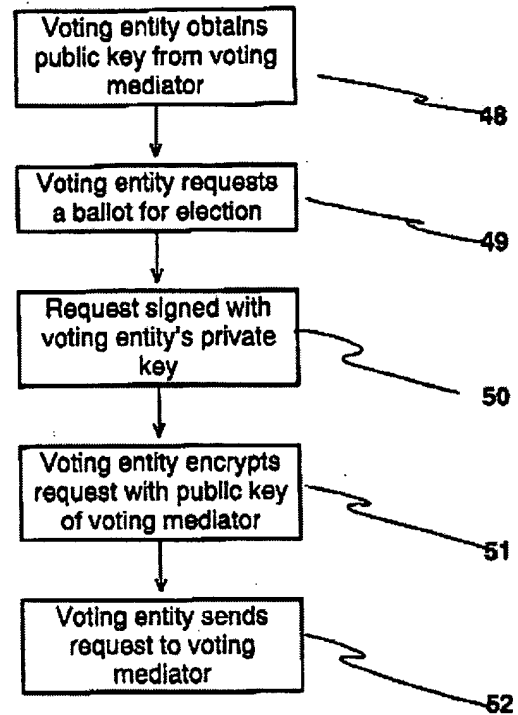 Voting entity obtains
public key from voting
mediator
48
Voting entity requests
a ballot for election
49
Request signed with
voting entity's private
key
50
Voting entity encrypts
request with public key
of voting mediator
51
Voting entity sends
request to voting
mediator
52